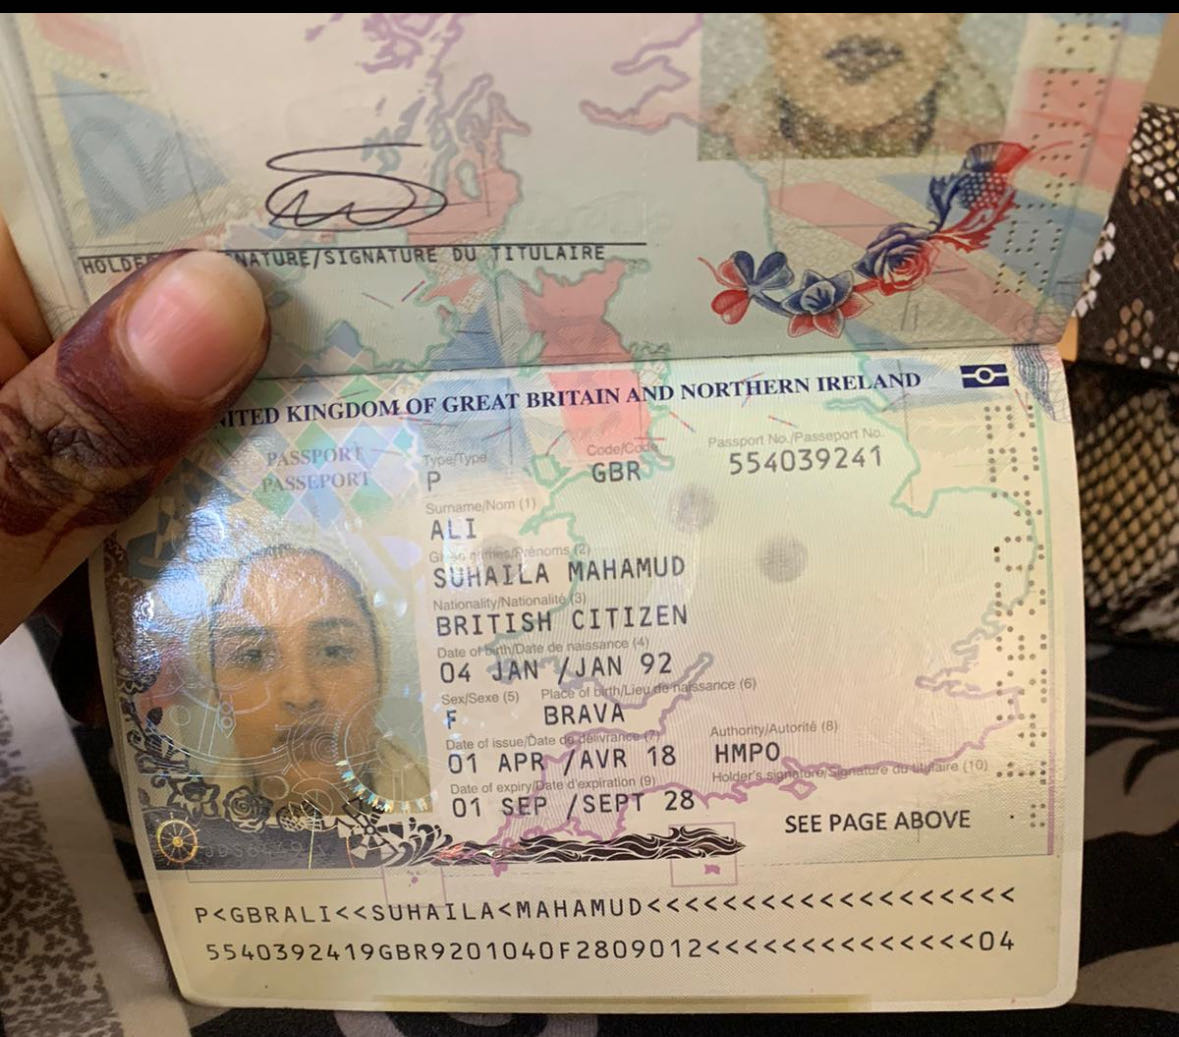 HOLDE NATURE/SIGNATURE DU TITULAIRE
NITED KINGDOM OF GREAT BRITAIN AND NORTHERN IRELAND
PASSPORT
PASSEPORT
Type/Type
P
Code/Code
GBR
Passport No./Passeport No.
554039241
Surname/Nom (1)
ALI
Given names/Prénoms (2)
SUHAILA MAHAMUD
Nationality/Nationalité (3)
BRITISH CITIZEN
Date of birth/Date de naissance (4)
04 JAN /JAN 92
Sex/Sexe (5)
F
Place of birth/Lieu de naissance (6)
BRAVA
Date of issue/Date de délivrance (7)
01 APR /AVR 18
Authority/Autorité (8)
HMPO
Date of expiry/Date d'expiration (9)
01 SEP /SEPT 28
Holder's signature/Signature du titulaire (10)
SEE PAGE ABOVE
P<GBRALI<<SUHAILA<MAHAMUD<<<<<<<<<<<<<<<<<<<
5540392419GBR9201040F2809012<<<<<<<<<<<<<<04